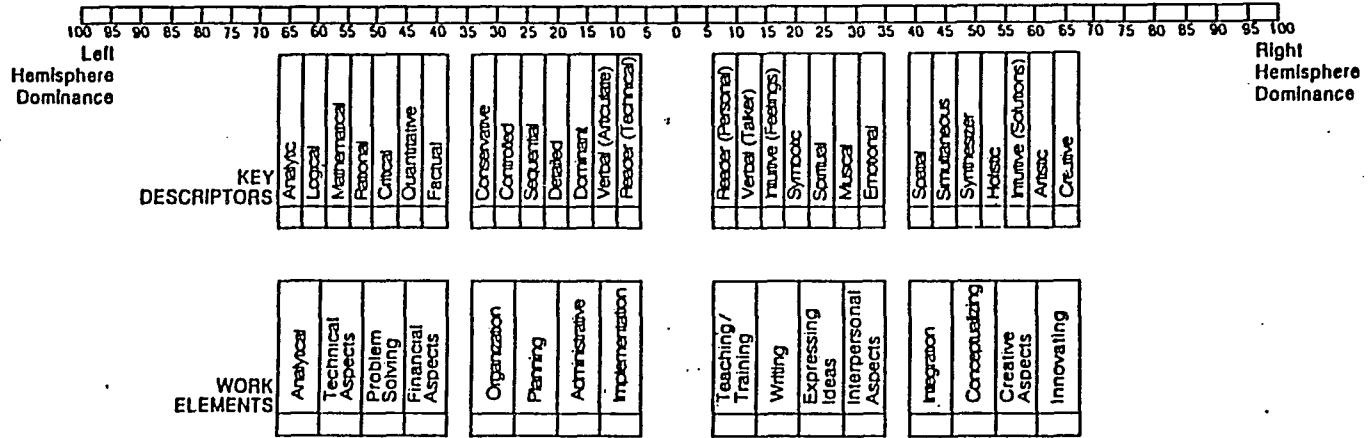 100 95 90 85 80 75 70 65 60 55 50 45 40 35 30 25 20 15 10 5 0 5 10 15 20 25 30 35 40 45 50 55 60 65 70 75 80 85 90 95 100
Left
Hemisphere
Dominance
Right
Hemisphere
Dominance
KEY
DESCRIPTORS
Analytic
Logical
Mathematical
Rational
Critical
Quantitative
Factual
Conservative
Controlled
Sequential
Detailed
Dominant
Verbal (Articulate)
Reader (Technical)
Reader (Personal)
Verbal (Talker)
Intuitive (Feelings)
Symbolic
Spiritual
Musical
Emotional
Spatial
Simultaneous
Synthesizer
Holistic
Intuitive (Solutions)
Artistic
Creative
WORK
ELEMENTS
Analytical
Technical
Aspects
Problem
Solving
Financial
Aspects
Organization
Planning
Administrative
Implementation
Teaching/
Training
Writing
Expressing
Ideas
Interpersonal
Aspects
Integration
Conceptualizing
Creative
Aspects
Innovating